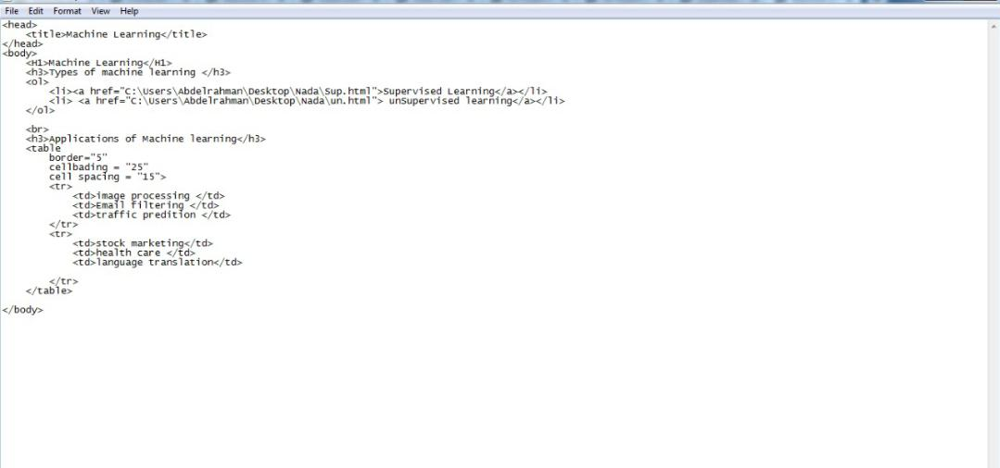 File Edit Format View Help
<head>
    <title>Machine Learning</title>
</head>
<body>
    <H1>Machine Learning</H1>
    <h3>Types of machine learning </h3>
    <ol>
        <li><a href="C:\Users\Abdelrahman\Desktop\Nada\Sup.html">Supervised Learning</a></li>
        <li> <a href="C:\Users\Abdelrahman\Desktop\Nada\un.html"> unSupervised learning</a></li>
    </ol>

    <br>
    <h3>Applications of Machine learning</h3>
    <table
        border="5"
        cellbading = "25"
        cell spacing = "15">
        <tr>
            <td>image processing </td>
            <td>Email filtering </td>
            <td>traffic predition </td>
        </tr>
        <tr>
            <td>stock marketing</td>
            <td>health care </td>
            <td>language translation</td>

        </tr>
    </table>

</body>